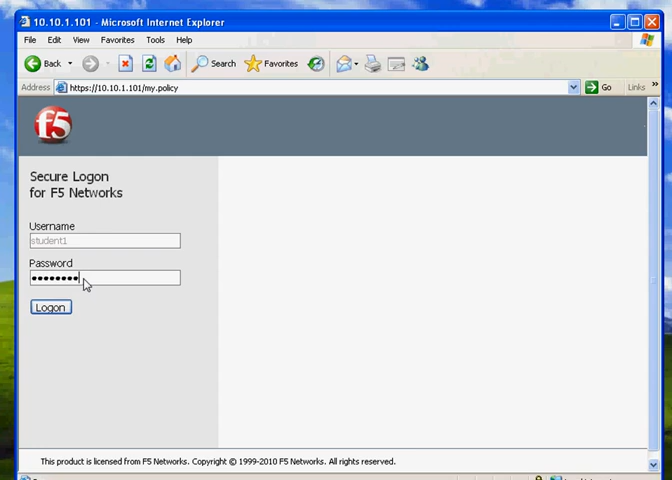 10.10.1.101 - Microsoft Internet Explorer
File Edit View Favorites Tools Help
Back Search Favorites
Address https://10.10.1.101/my.policy Go Links »
f5
Secure Logon
for F5 Networks
Username
student1
Password
••••••••
Logon
This product is licensed from F5 Networks. Copyright © 1999-2010 F5 Networks. All rights reserved.